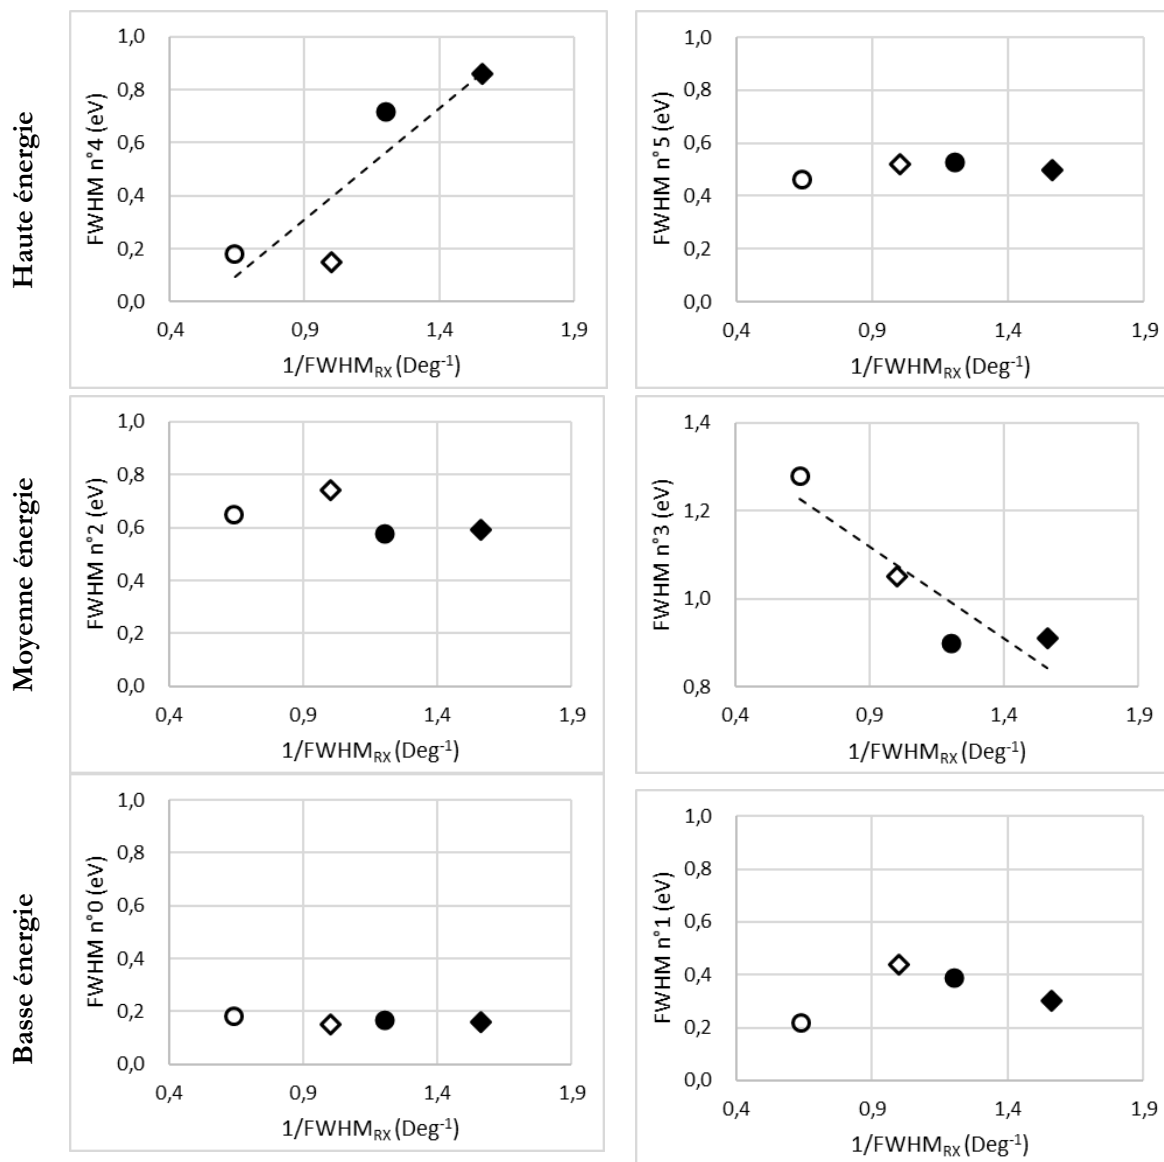 Haute énergie
FWHM n°4 (eV)
1,0
0,8
0,6
0,4
0,2
0,0
0,4 0,9 1,4 1,9
1/FWHM_RX (Deg⁻¹)
FWHM n°5 (eV)
1,0
0,8
0,6
0,4
0,2
0,0
0,4 0,9 1,4 1,9
1/FWHM_RX (Deg⁻¹)
Moyenne énergie
FWHM n°2 (eV)
1,0
0,8
0,6
0,4
0,2
0,0
0,4 0,9 1,4 1,9
1/FWHM_RX (Deg⁻¹)
FWHM n°3 (eV)
1,4
1,2
1,0
0,8
0,4 0,9 1,4 1,9
1/FWHM_RX (Deg⁻¹)
Basse énergie
FWHM n°0 (eV)
1,0
0,8
0,6
0,4
0,2
0,0
0,4 0,9 1,4 1,9
1/FWHM_RX (Deg⁻¹)
FWHM n°1 (eV)
1,0
0,8
0,6
0,4
0,2
0,0
0,4 0,9 1,4 1,9
1/FWHM_RX (Deg⁻¹)